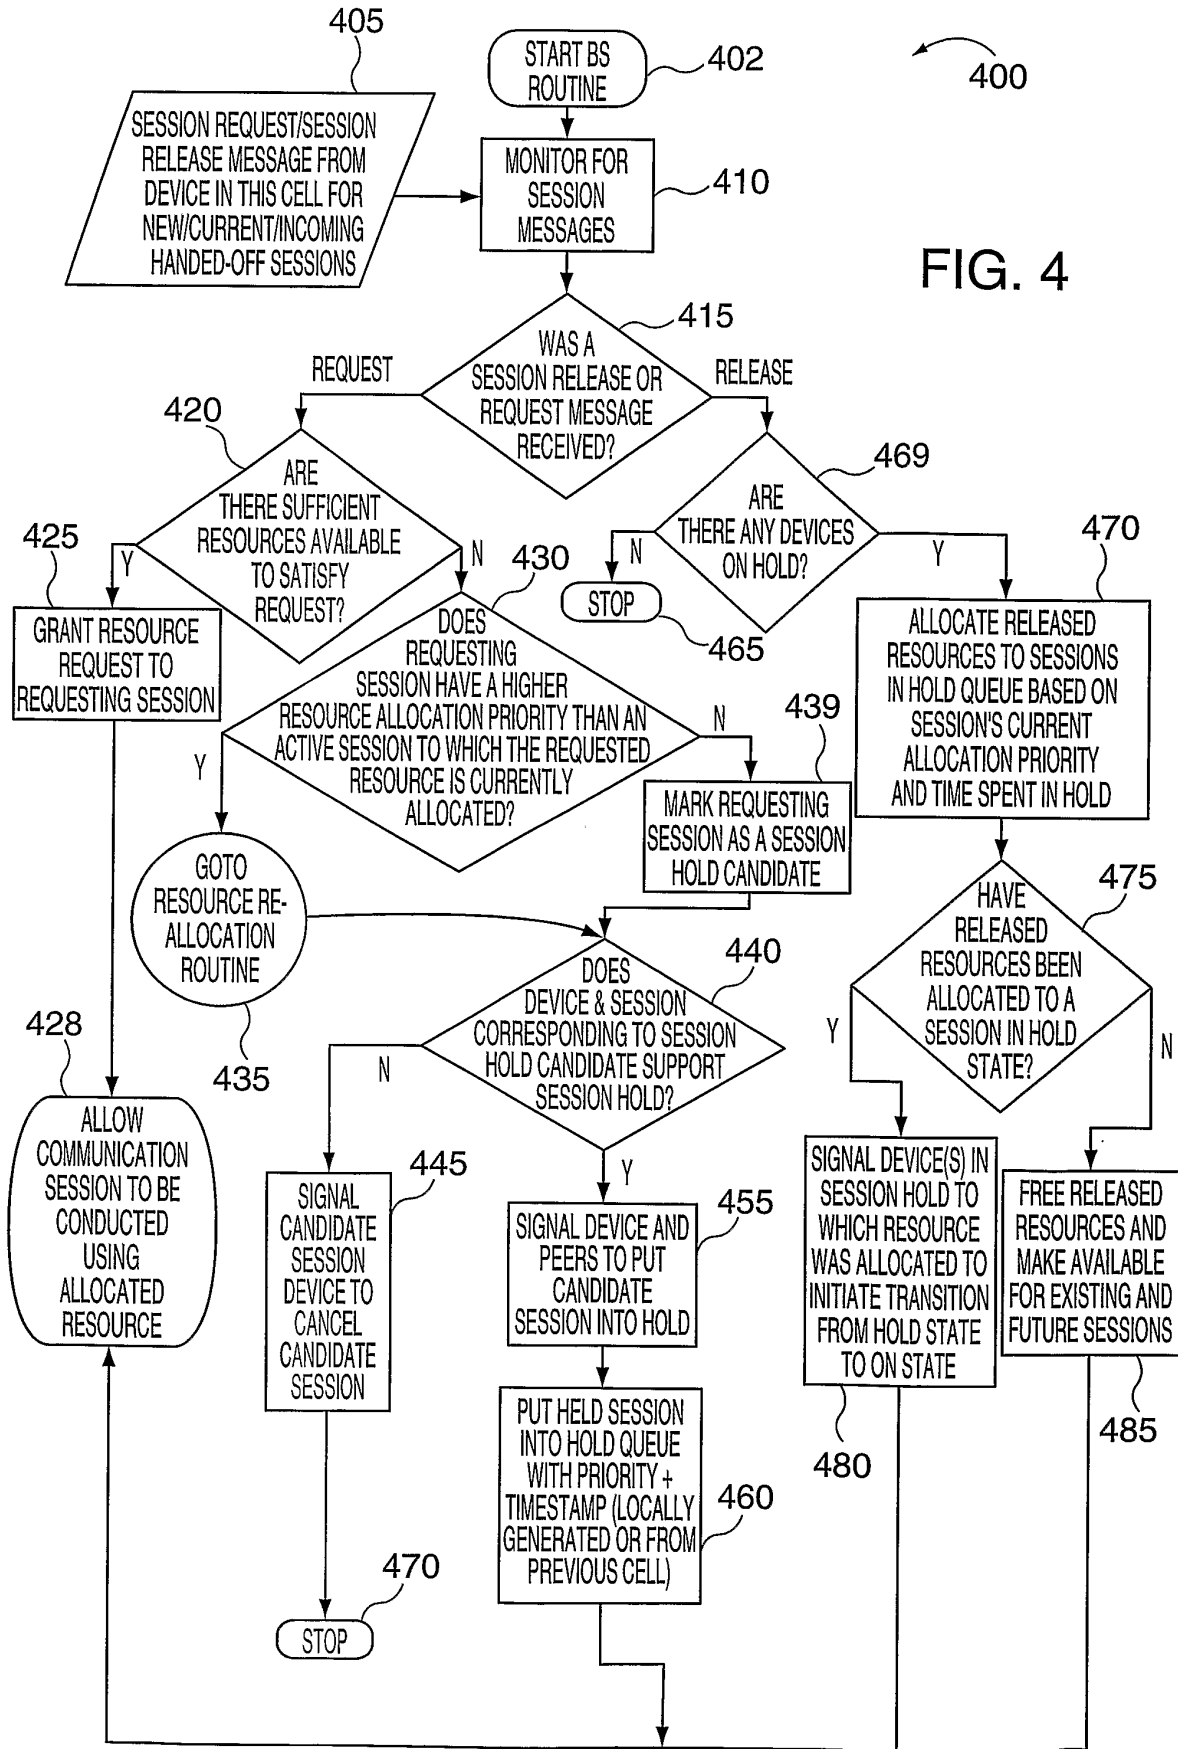 405
START BS
ROUTINE
402
400
SESSION REQUEST/SESSION
RELEASE MESSAGE FROM
DEVICE IN THIS CELL FOR
NEW/CURRENT/INCOMING
HANDED-OFF SESSIONS
MONITOR FOR
SESSION
MESSAGES
410
FIG. 4
415
WAS A
SESSION RELEASE OR
REQUEST MESSAGE
RECEIVED?
REQUEST
RELEASE
420
ARE
THERE SUFFICIENT
RESOURCES AVAILABLE
TO SATISFY
REQUEST?
Y
N
425
GRANT RESOURCE
REQUEST TO
REQUESTING SESSION
430
DOES
REQUESTING
SESSION HAVE A HIGHER
RESOURCE ALLOCATION PRIORITY THAN AN
ACTIVE SESSION TO WHICH THE REQUESTED
RESOURCE IS CURRENTLY
ALLOCATED?
Y
N
469
ARE
THERE ANY DEVICES
ON HOLD?
N
Y
STOP
465
470
ALLOCATE RELEASED
RESOURCES TO SESSIONS
IN HOLD QUEUE BASED ON
SESSION'S CURRENT
ALLOCATION PRIORITY
AND TIME SPENT IN HOLD
439
MARK REQUESTING
SESSION AS A SESSION
HOLD CANDIDATE
GOTO
RESOURCE RE-
ALLOCATION
ROUTINE
435
440
DOES
DEVICE & SESSION
CORRESPONDING TO SESSION
HOLD CANDIDATE SUPPORT
SESSION HOLD?
N
Y
475
HAVE
RELEASED
RESOURCES BEEN
ALLOCATED TO A
SESSION IN HOLD
STATE?
Y
N
428
ALLOW
COMMUNICATION
SESSION TO BE
CONDUCTED
USING
ALLOCATED
RESOURCE
445
SIGNAL
CANDIDATE
SESSION
DEVICE TO
CANCEL
CANDIDATE
SESSION
455
SIGNAL DEVICE AND
PEERS TO PUT
CANDIDATE
SESSION INTO HOLD
SIGNAL DEVICE(S) IN
SESSION HOLD TO
WHICH RESOURCE
WAS ALLOCATED TO
INITIATE TRANSITION
FROM HOLD STATE
TO ON STATE
480
FREE RELEASED
RESOURCES AND
MAKE AVAILABLE
FOR EXISTING AND
FUTURE SESSIONS
485
PUT HELD SESSION
INTO HOLD QUEUE
WITH PRIORITY +
TIMESTAMP (LOCALLY
GENERATED OR FROM
PREVIOUS CELL)
460
470
STOP